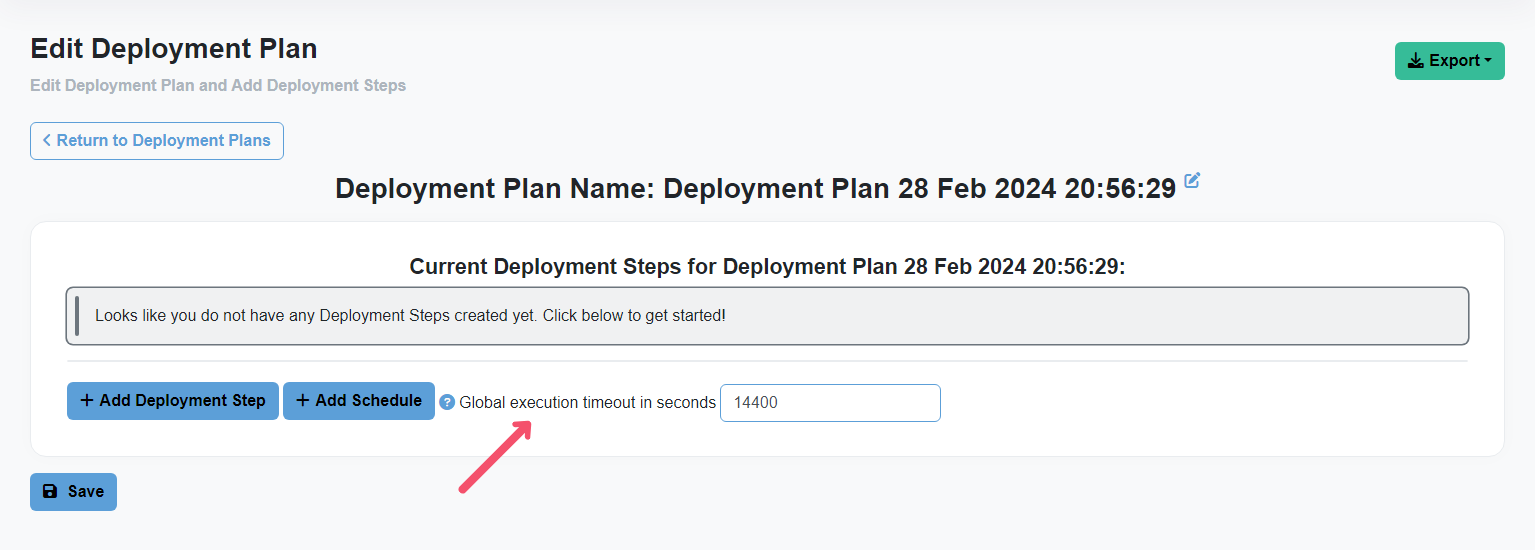 Edit Deployment Plan
Export
Edit Deployment Plan and Add Deployment Steps
Return to Deployment Plans
Deployment Plan Name: Deployment Plan 28 Feb 2024 20:56:29
Current Deployment Steps for Deployment Plan 28 Feb 2024 20:56:29:
Looks like you do not have any Deployment Steps created yet. Click below to get started!
+ Add Deployment Step + Add Schedule ? Global execution timeout in seconds 14400
Save